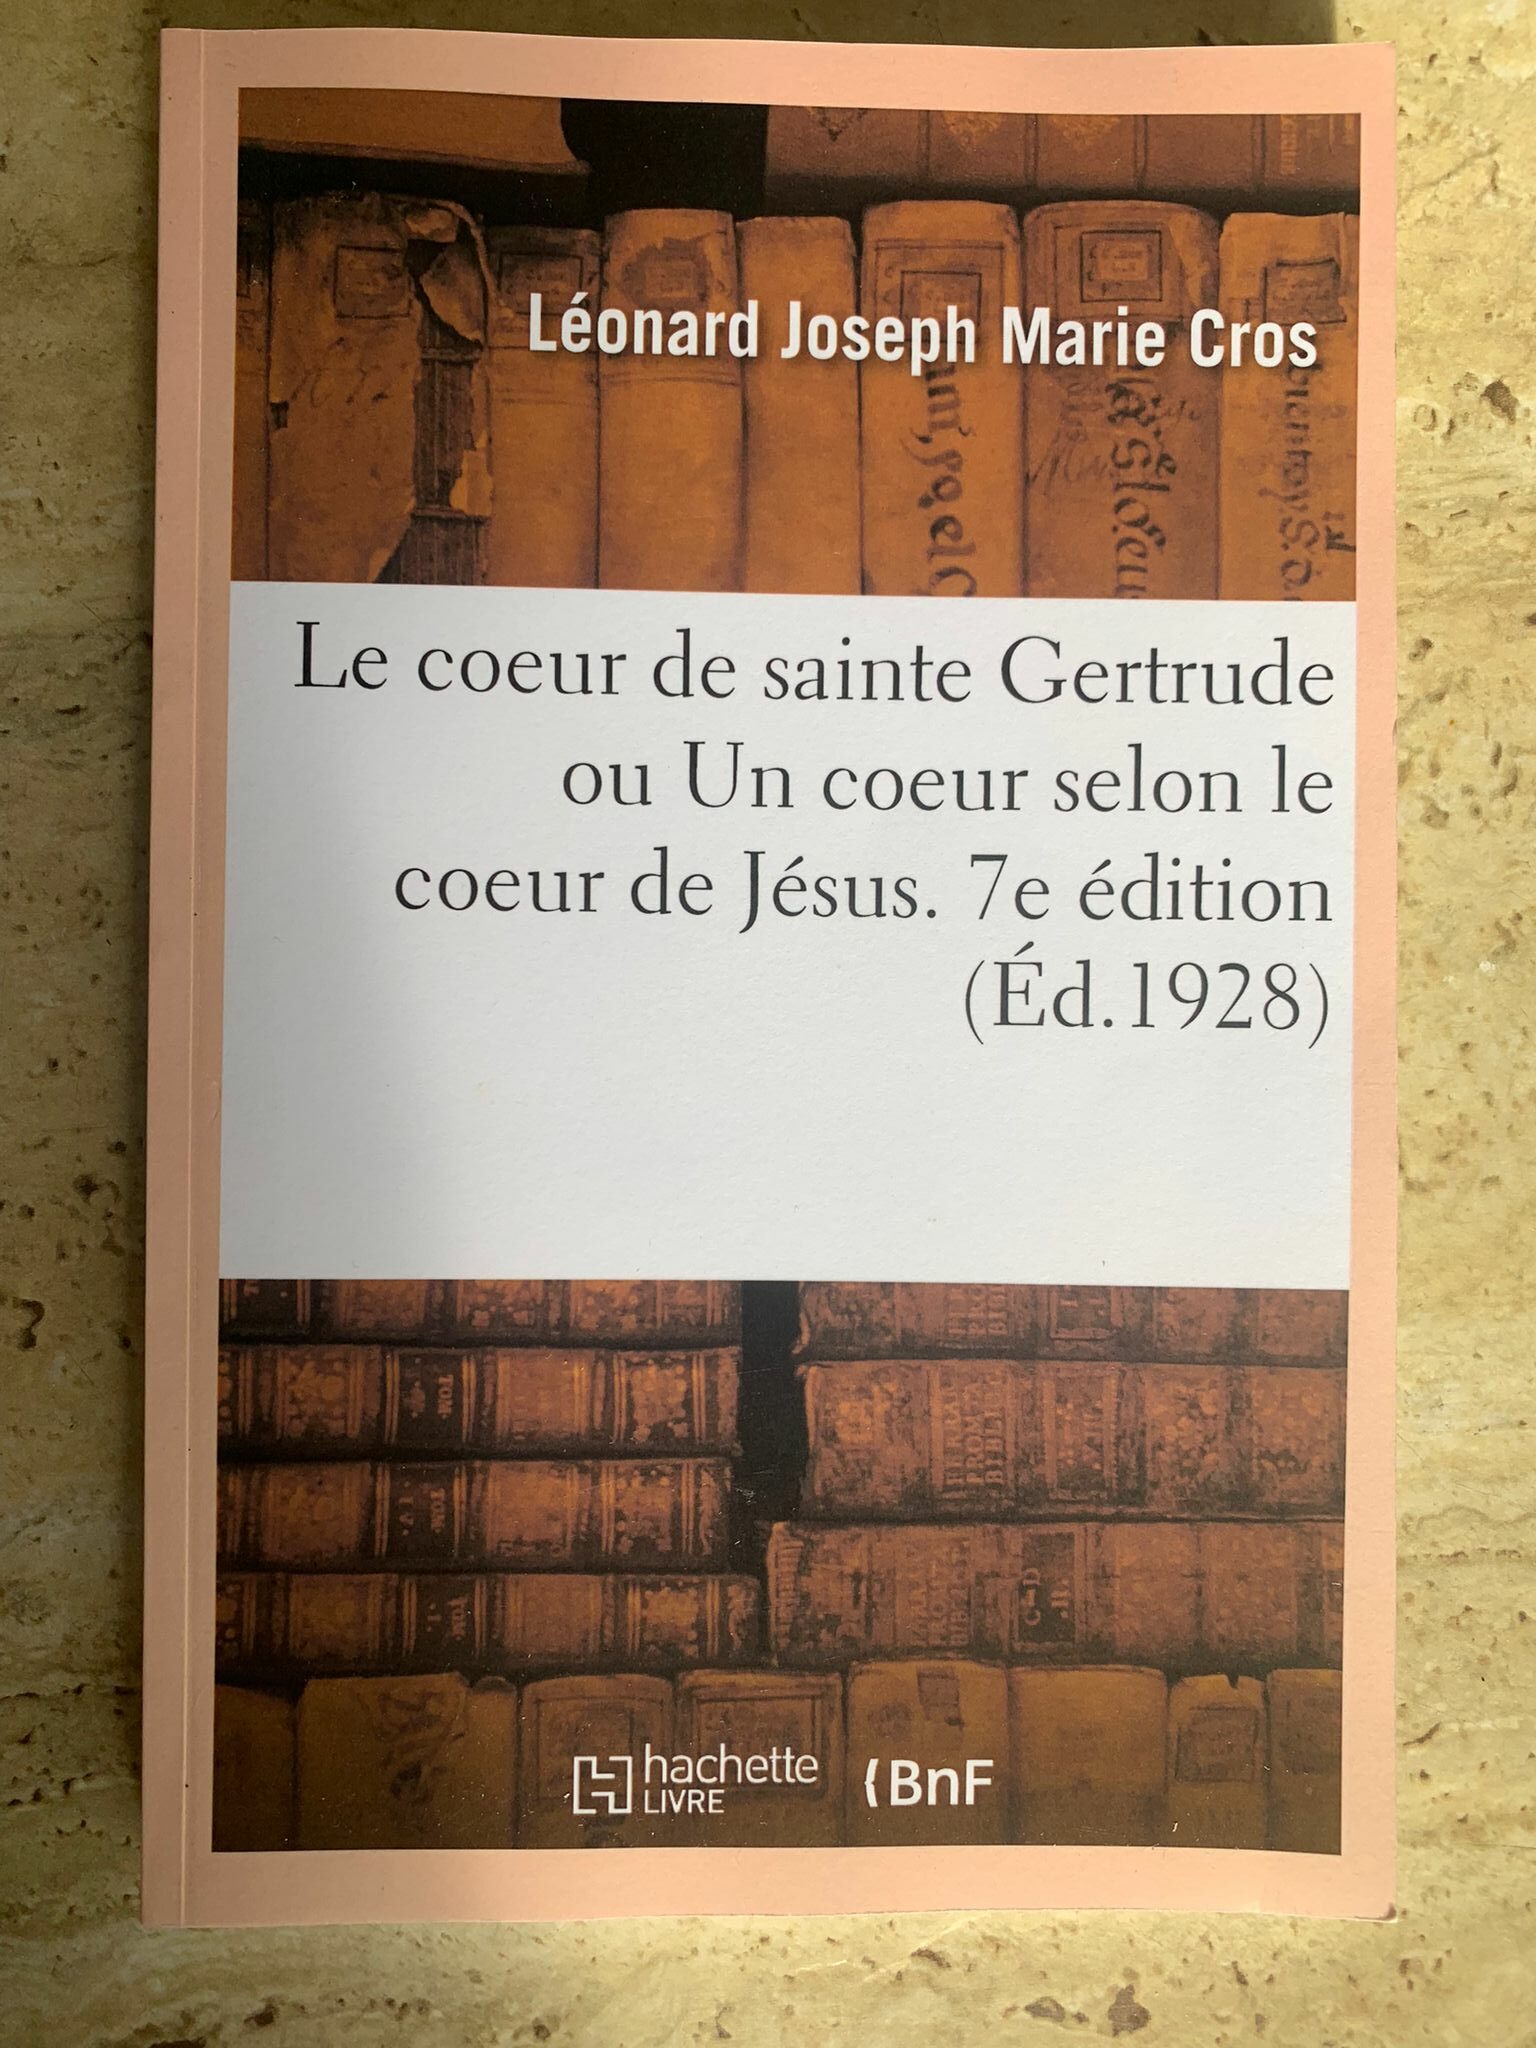 Léonard Joseph Marie Cros
Le coeur de sainte Gertrude
ou Un coeur selon le
coeur de Jésus. 7e édition
(Éd.1928)
hachette
LIVRE
BnF